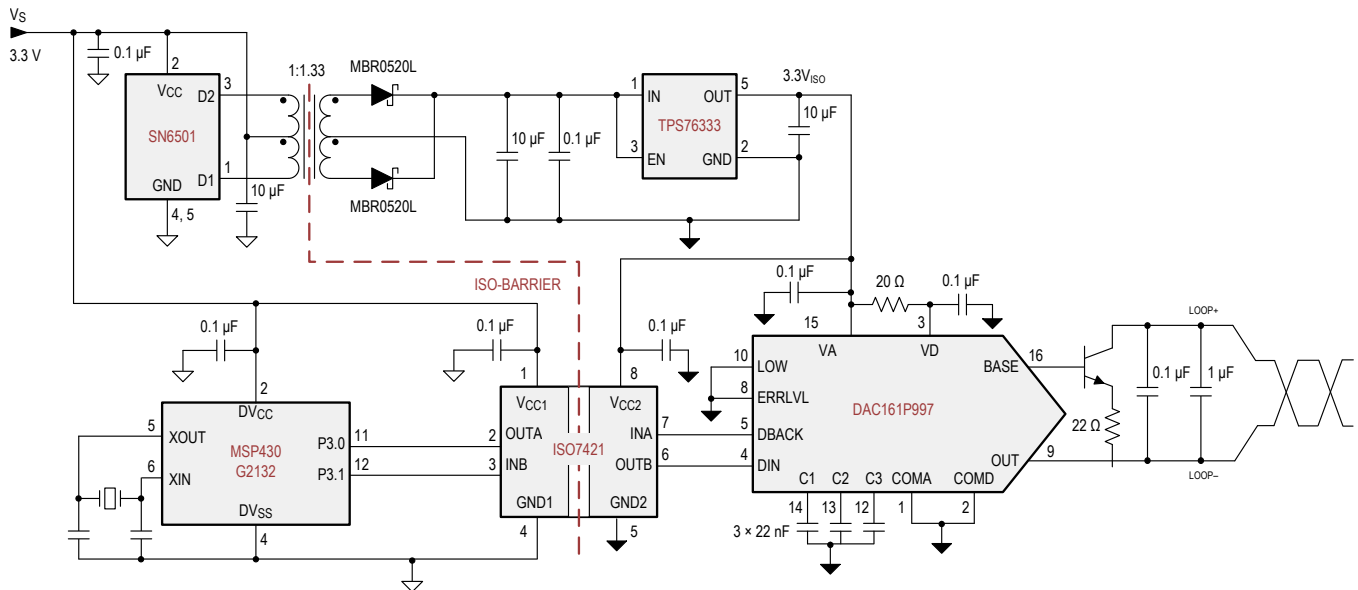 VS
3.3 V
0.1 µF
2
VCC
D2
3
SN6501
D1
1
GND
4, 5
10 µF
1:1.33
MBR0520L
MBR0520L
10 µF
0.1 µF
1
IN
OUT
5
TPS76333
3
EN
GND
2
3.3VISO
10 µF
ISO-BARRIER
0.1 µF
2
DVCC
5
XOUT
6
XIN
MSP430
G2132
P3.0
11
P3.1
12
DVSS
4
0.1 µF
1
VCC1
2
OUTA
3
INB
GND1
4
ISO7421
0.1 µF
8
VCC2
INA
7
OUTB
6
GND2
5
0.1 µF
20 Ω
0.1 µF
15
3
VA
VD
10
LOW
8
ERRLVL
5
DBACK
4
DIN
DAC161P997
BASE
16
OUT
9
C1
C2
C3
COMA
COMD
14
13
12
1
2
3 × 22 nF
22 Ω
0.1 µF
1 µF
LOOP+
LOOP–